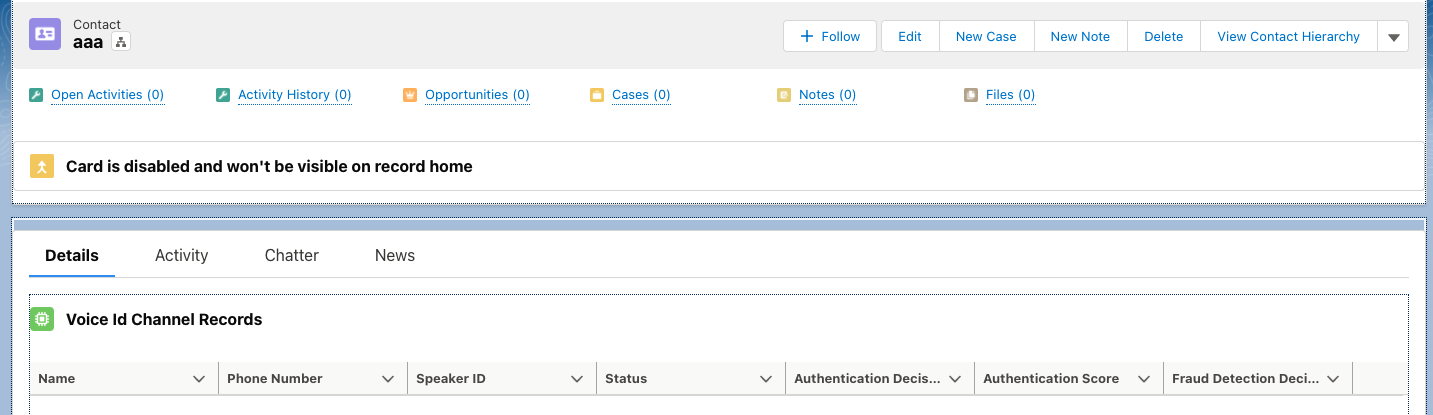 Contact
aaa
Follow Edit New Case New Note Delete View Contact Hierarchy
Open Activities (0) Activity History (0) Opportunities (0) Cases (0) Notes (0) Files (0)
Card is disabled and won't be visible on record home
Details Activity Chatter News
Voice Id Channel Records
Name Phone Number Speaker ID Status Authentication Decis... Authentication Score Fraud Detection Deci...